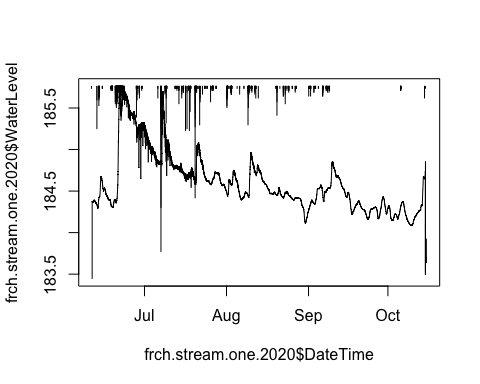 frch.stream.one.2020$WaterLevel
185.5
184.5
183.5
Jul Aug Sep Oct
frch.stream.one.2020$DateTime